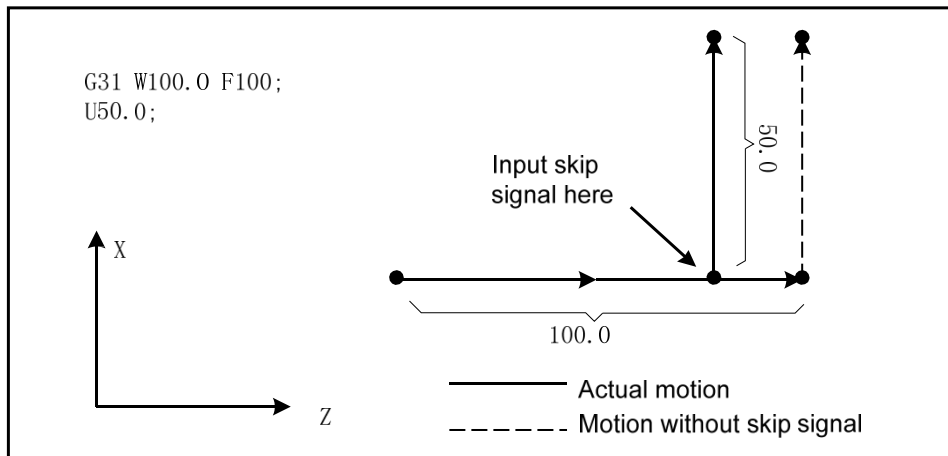 G31 W100.0 F100;
U50.0;
Input skip
signal here
50.0
X
100.0
Z
Actual motion
Motion without skip signal